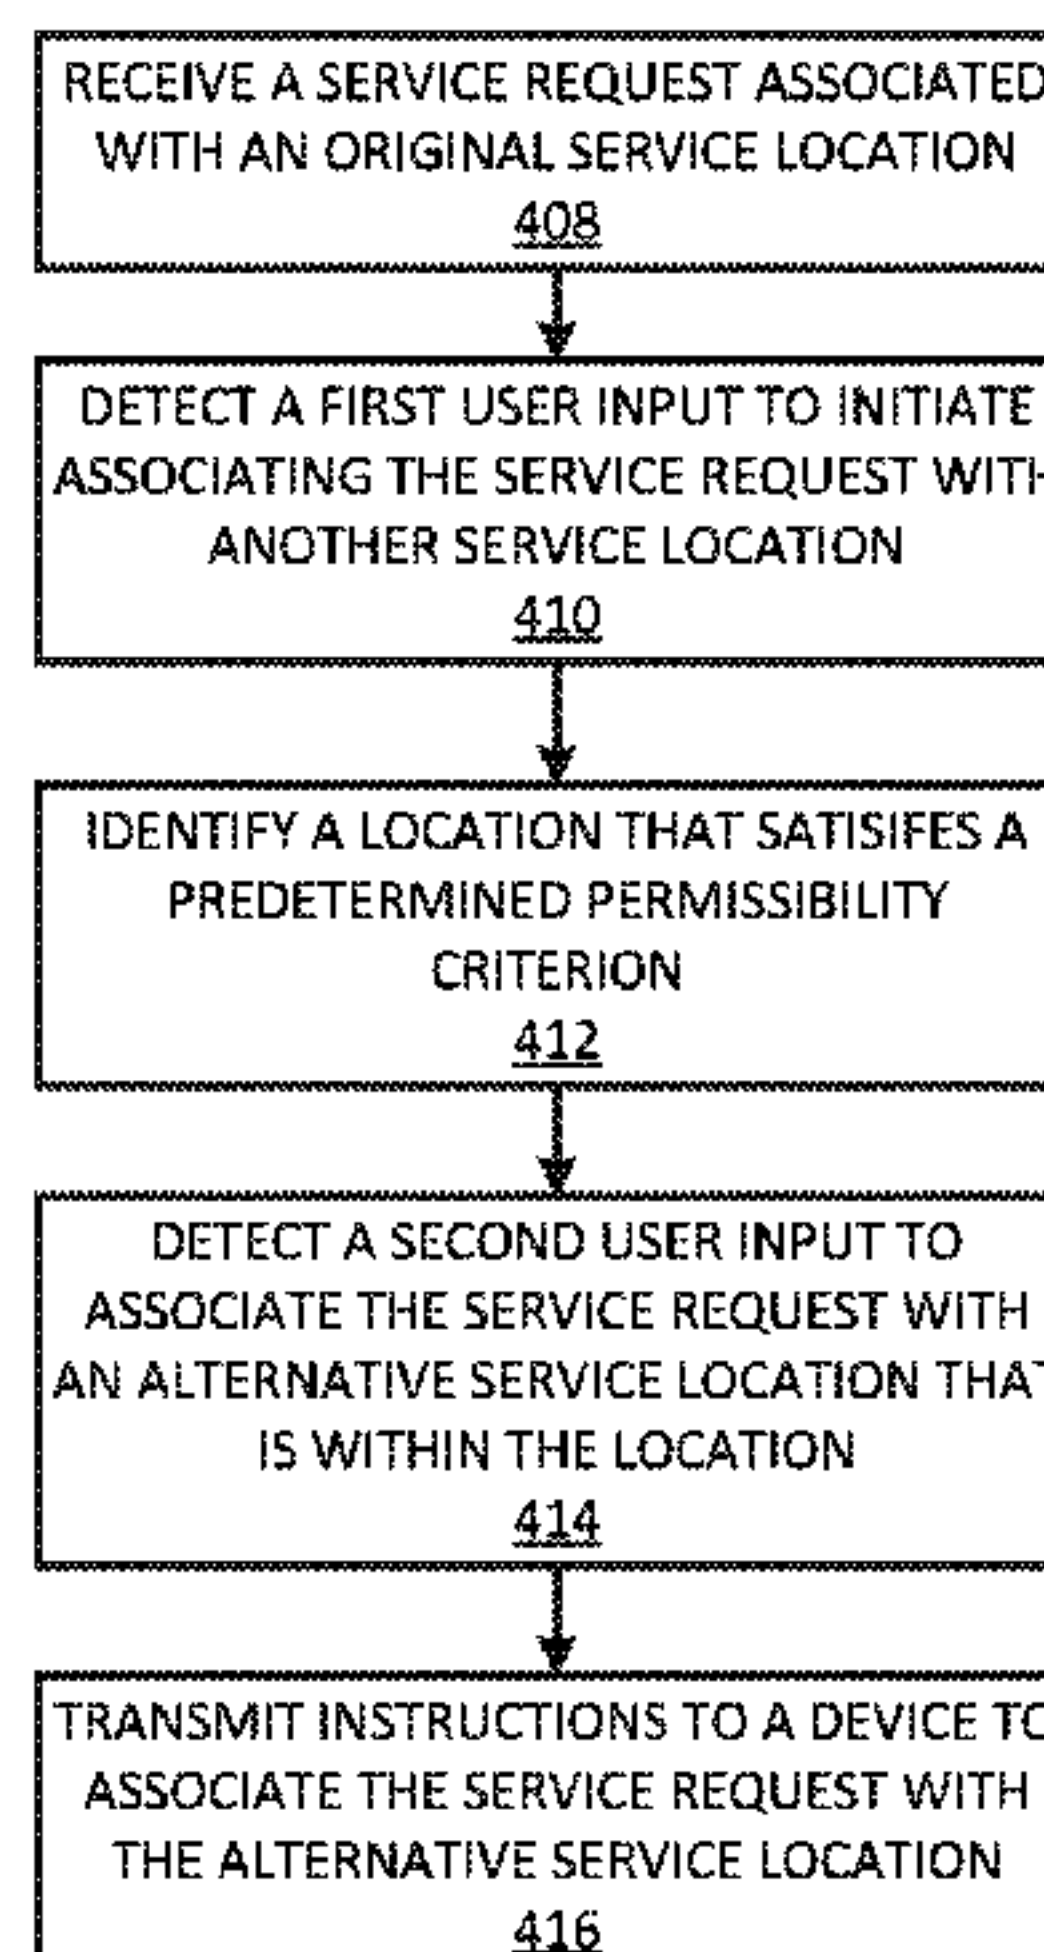 RECEIVE A SERVICE REQUEST ASSOCIATED
WITH AN ORIGINAL SERVICE LOCATION
408
DETECT A FIRST USER INPUT TO INITIATE
ASSOCIATING THE SERVICE REQUEST WITH
ANOTHER SERVICE LOCATION
410
IDENTIFY A LOCATION THAT SATISIFES A
PREDETERMINED PERMISSIBILITY
CRITERION
412
DETECT A SECOND USER INPUT TO
ASSOCIATE THE SERVICE REQUEST WITH
AN ALTERNATIVE SERVICE LOCATION THAT
IS WITHIN THE LOCATION
414
TRANSMIT INSTRUCTIONS TO A DEVICE TO
ASSOCIATE THE SERVICE REQUEST WITH
THE ALTERNATIVE SERVICE LOCATION
416